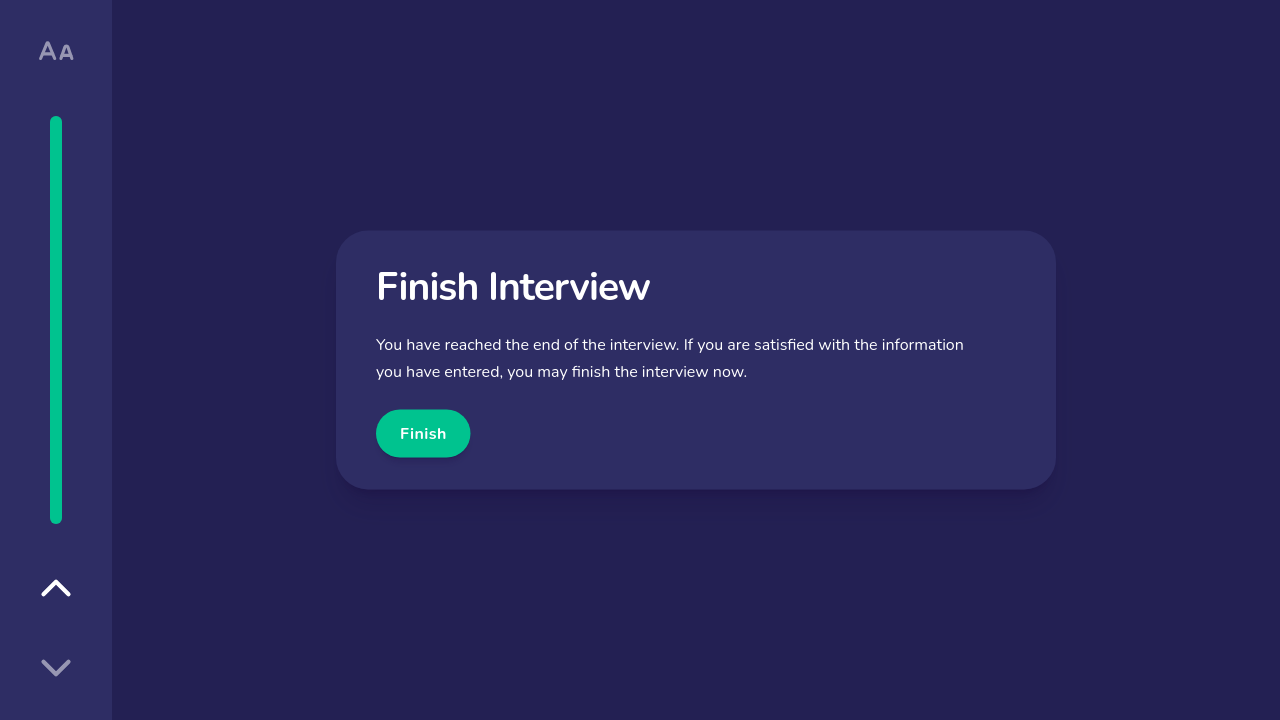 AA
Finish Interview
You have reached the end of the interview. If you are satisfied with the information
you have entered, you may finish the interview now.
Finish